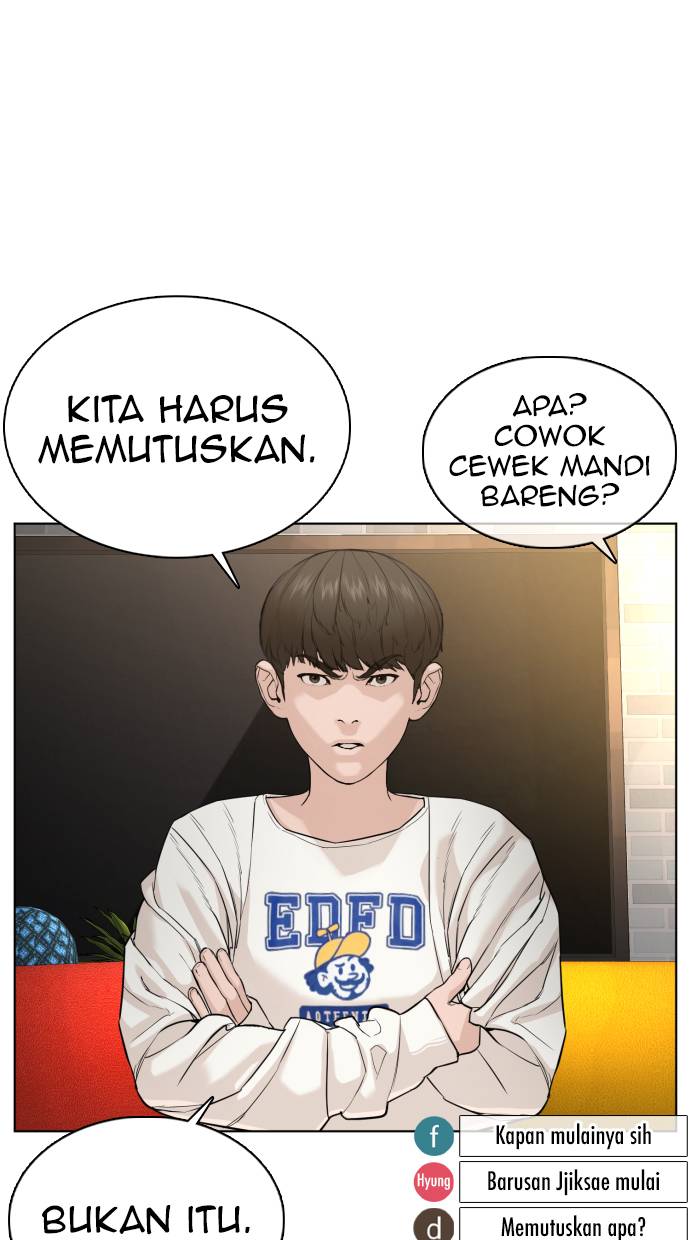 KITA HARUS
MEMUTUSKAN.
APA?
COWOK
CEWEK MANDI
BARENG?
EDFD
f
Kapan mulainya sih
Hyung
Barusan Jjiksae mulai
BUKAN ITU.
d
Memutuskan apa?